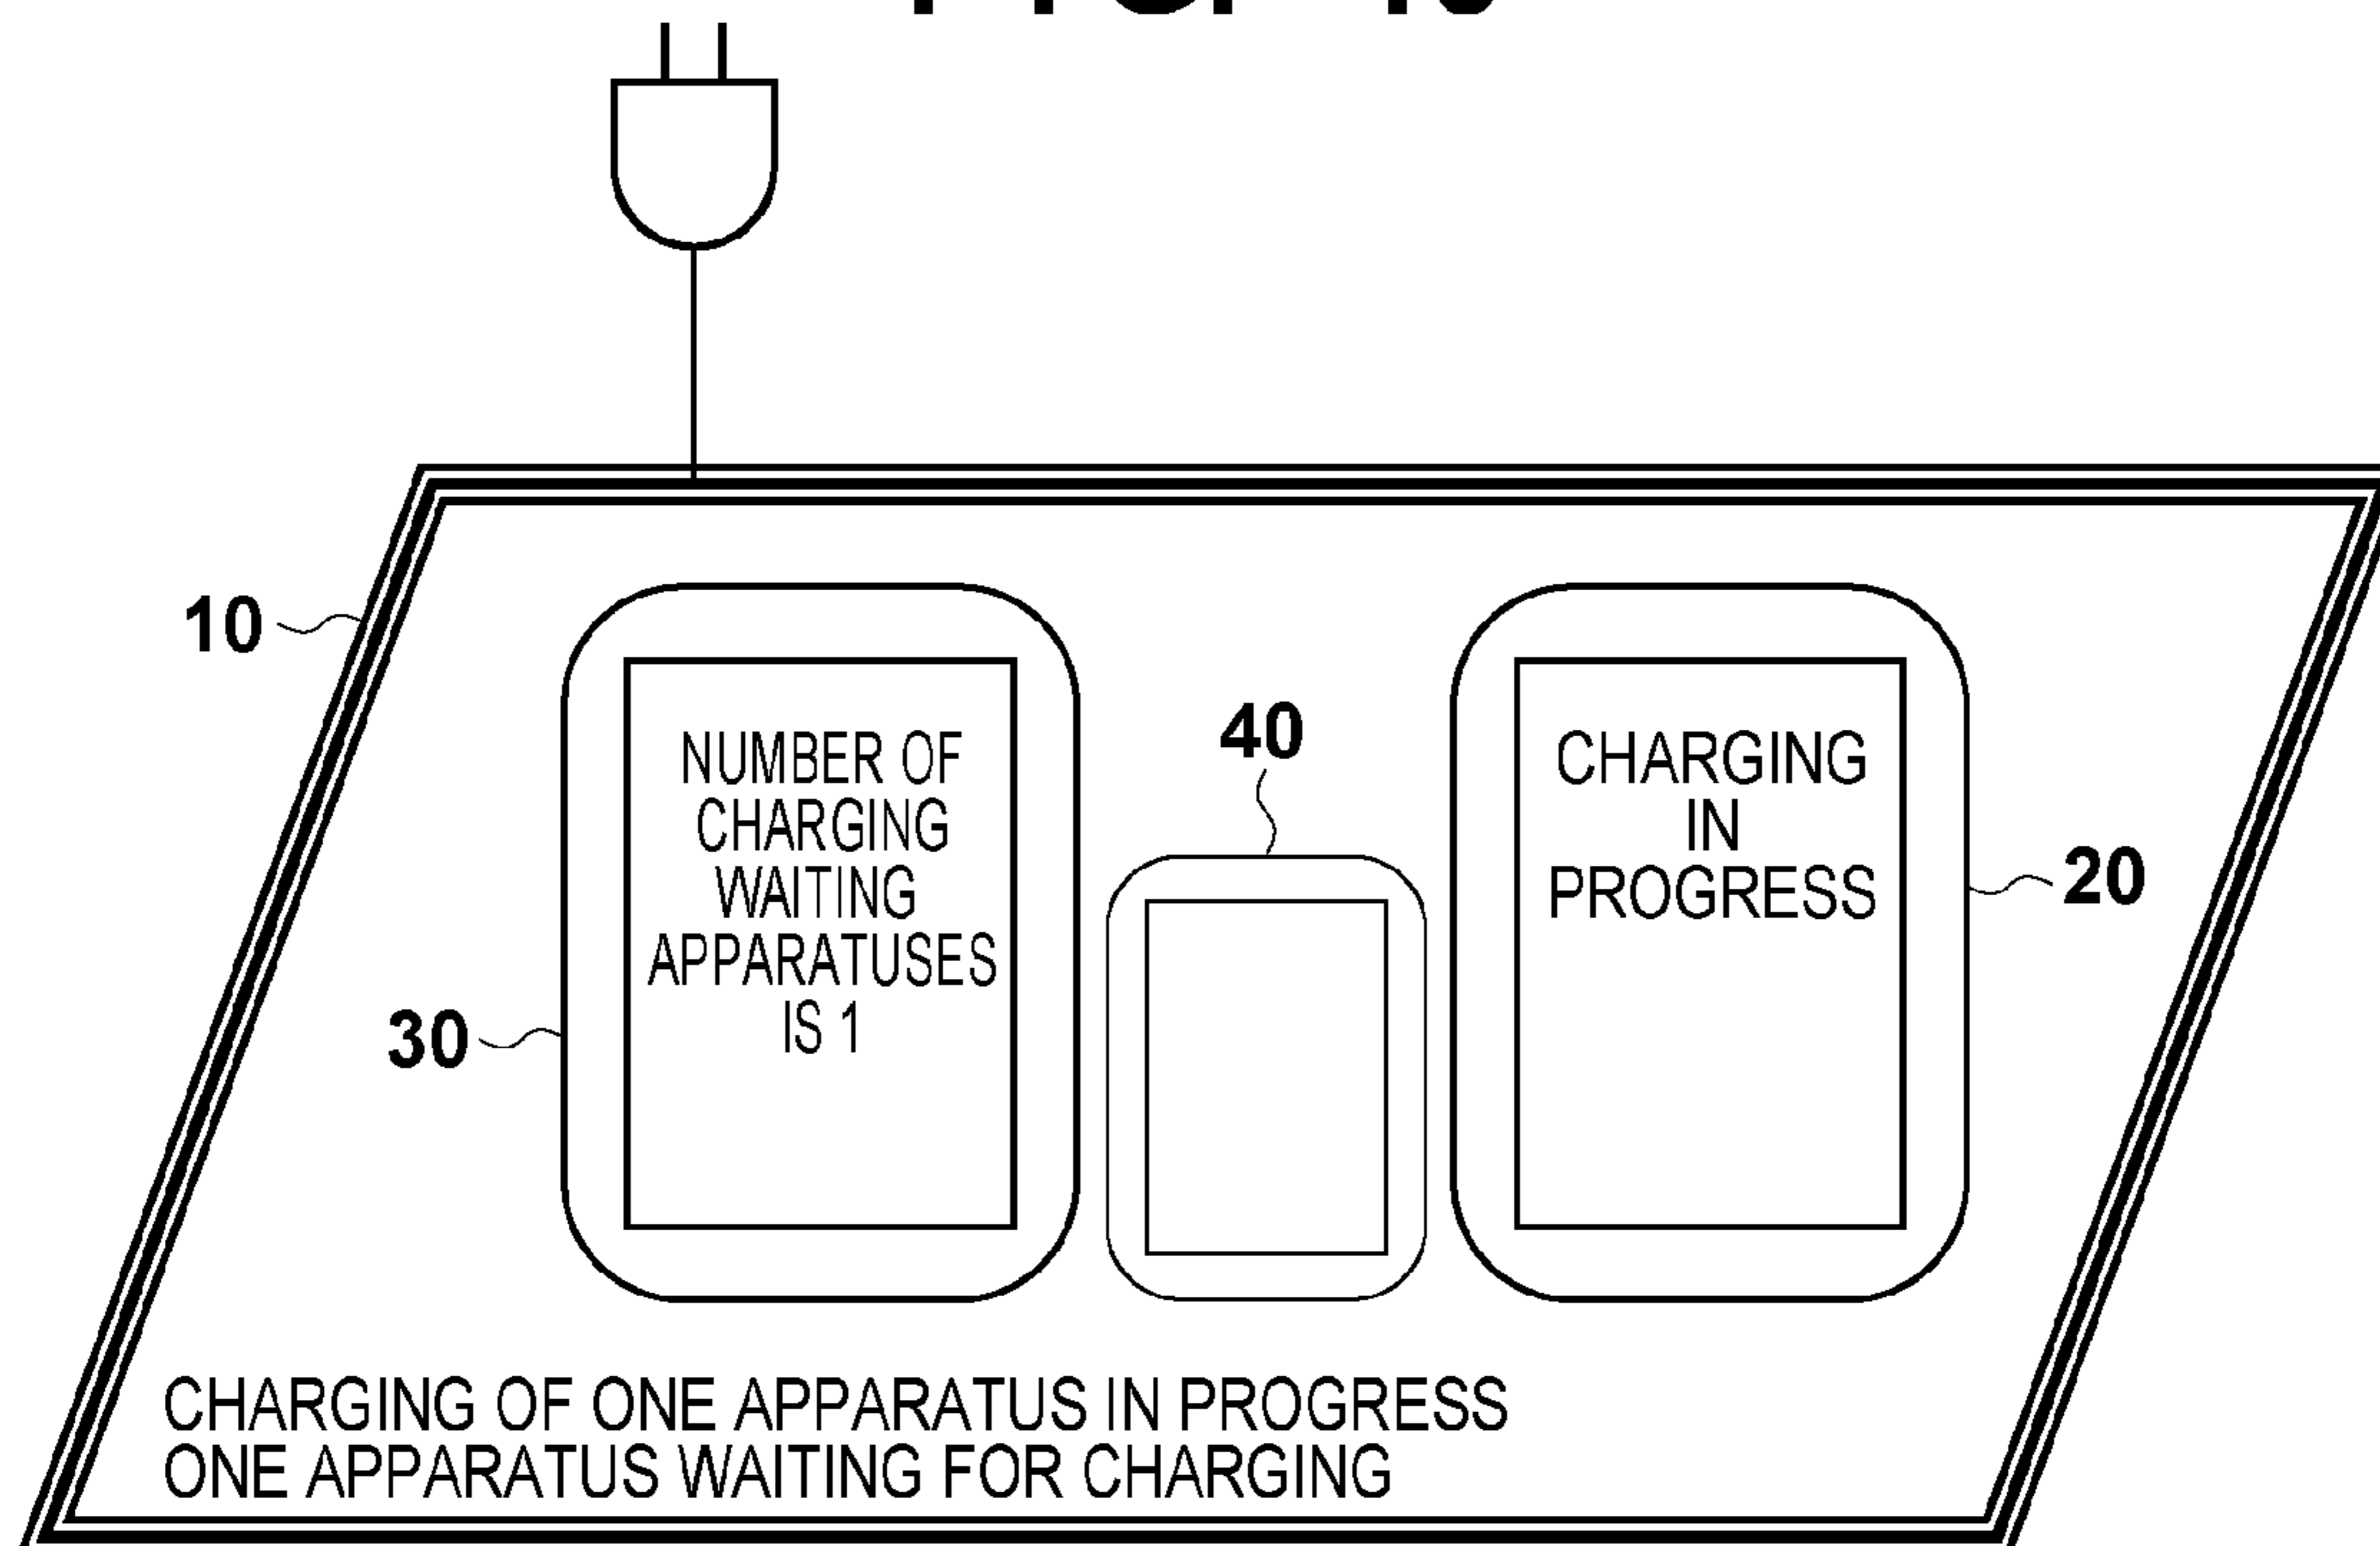 10
NUMBER OF
CHARGING
WAITING
APPARATUSES
IS 1
30
40
CHARGING
IN
PROGRESS
20
CHARGING OF ONE APPARATUS IN PROGRESS
ONE APPARATUS WAITING FOR CHARGING